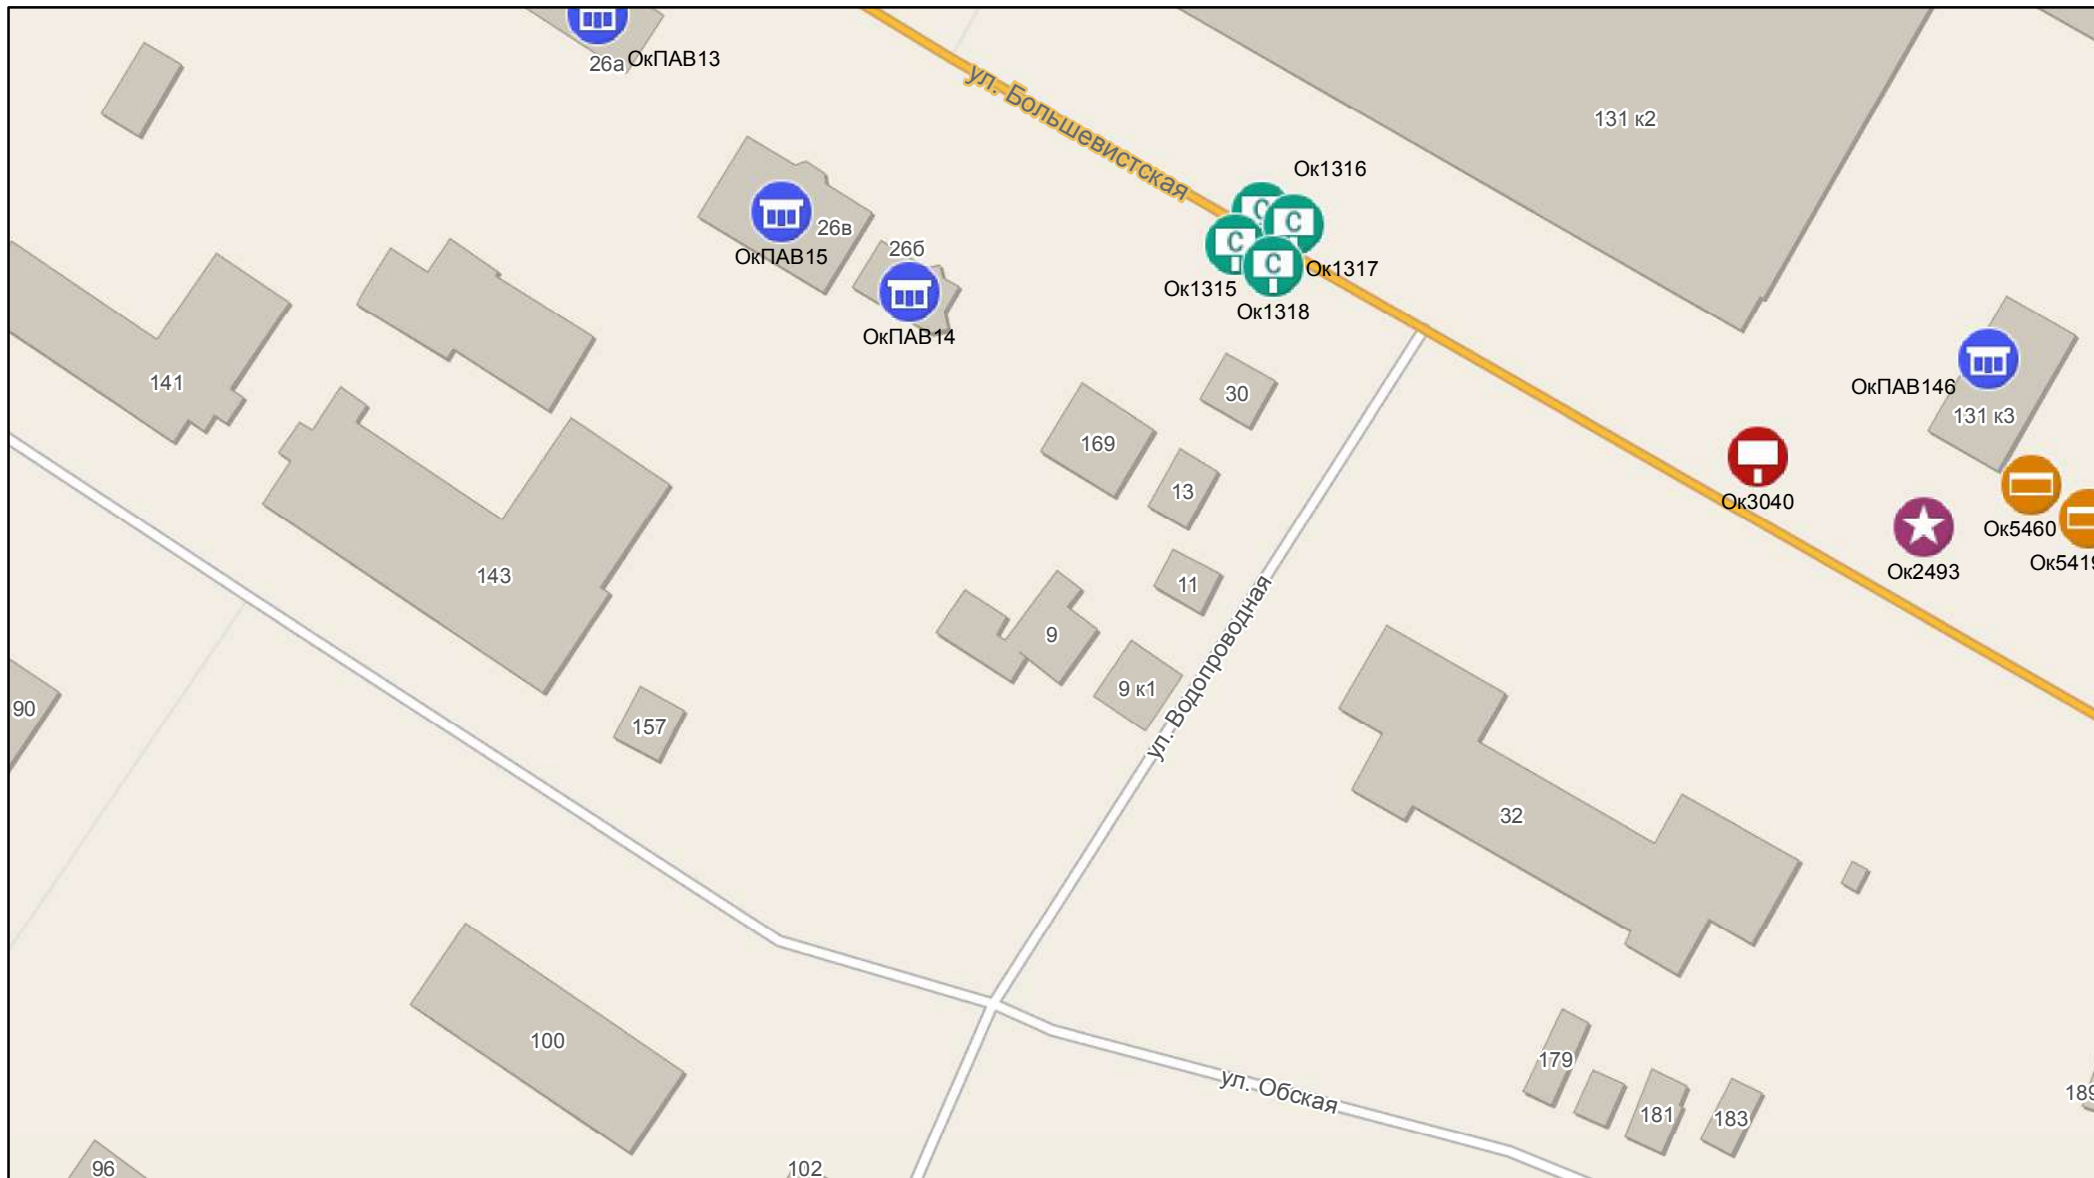 26а
ОкПАВ13
ул. Большевистская
131 к2
Ок1316
С
С
С
С
26в
26б
ОкПАВ15
ОкПАВ14
Ок1315
Ок1317
Ок1318
141
30
ОкПАВ146
131 к3
169
13
Ок3040
Ок5460
Ок5419
Ок2493
143
11
9
9 к1
ул. Водопроводная
90
157
32
100
179
181
183
189
ул. Обская
96
102